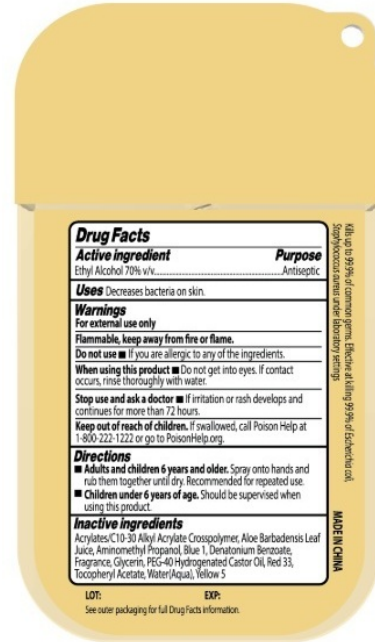 Drug Facts
Active ingredient Purpose
Ethyl Alcohol 70% v/v..........................................Antiseptic
Uses Decreases bacteria on skin.
Warnings
For external use only
Flammable, keep away from fire or flame.
Do not use ■ If you are allergic to any of the ingredients.
When using this product ■ Do not get into eyes. If contact
occurs, rinse thoroughly with water.
Stop use and ask a doctor ■ If irritation or rash develops and
continues for more than 72 hours.
Keep out of reach of children. If swallowed, call Poison Help at
1-800-222-1222 or go to PoisonHelp.org.
Directions
■ Adults and children 6 years and older. Spray onto hands and
rub them together until dry. Recommended for repeated use.
■ Children under 6 years of age. Should be supervised when
using this product.
Inactive ingredients
Acrylates/C10-30 Alkyl Acrylate Crosspolymer, Aloe Barbadensis Leaf
Juice, Aminomethyl Propanol, Blue 1, Denatonium Benzoate,
Fragrance, Glycerin, PEG-40 Hydrogenated Castor Oil, Red 33,
Tocopheryl Acetate, Water(Aqua), Yellow 5
LOT: EXP:
See outer packaging for full Drug Facts information.
Kills up to 99.9% of common germs. Effective at killing 99.9% of Escherichia coli,
Staphylococcus aureus under laboratory settings
MADE IN CHINA